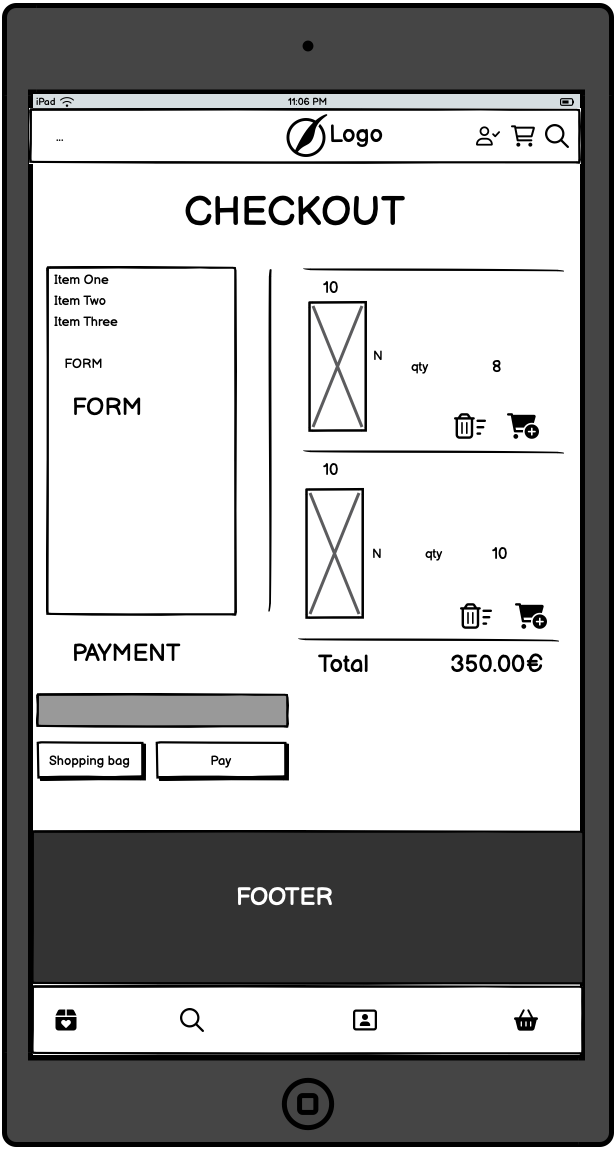 iPad 11:06 PM
...
Logo
CHECKOUT
Item One
Item Two
Item Three
FORM
FORM
10
N qty 8
10
N qty 10
Total 350.00€
PAYMENT
Shopping bag Pay
FOOTER